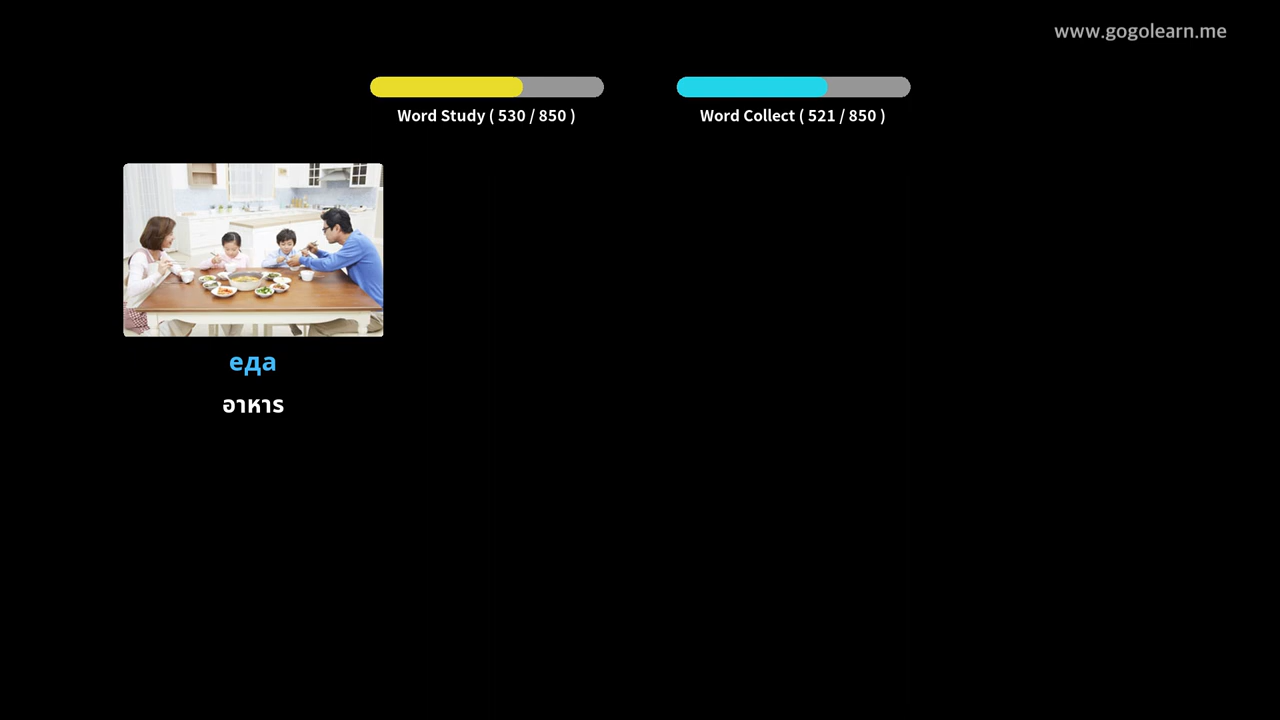 www.gogolearn.me
Word Study ( 530 / 850 )
Word Collect ( 521 / 850 )
еда
อาหาร